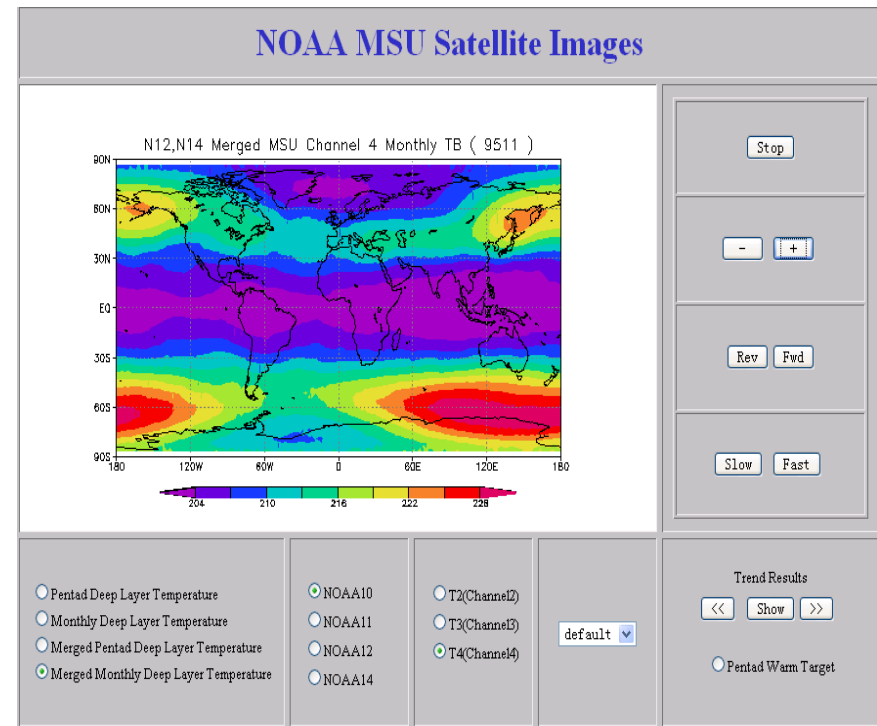 NOAA MSU Satellite Images
N12,N14 Merged MSU Channel 4 Monthly TB ( 9511 )
90N
60N
30N
EQ
30S
60S
90S
180 120W 60W 0 60E 120E 180
204 210 216 222 228
Stop
- +
Rev Fwd
Slow Fast
Pentad Deep Layer Temperature
Monthly Deep Layer Temperature
Merged Pentad Deep Layer Temperature
Merged Monthly Deep Layer Temperature
NOAA10
NOAA11
NOAA12
NOAA14
T2(Channel2)
T3(Channel3)
T4(Channel4)
default
Trend Results
<< Show >>
Pentad Warm Target